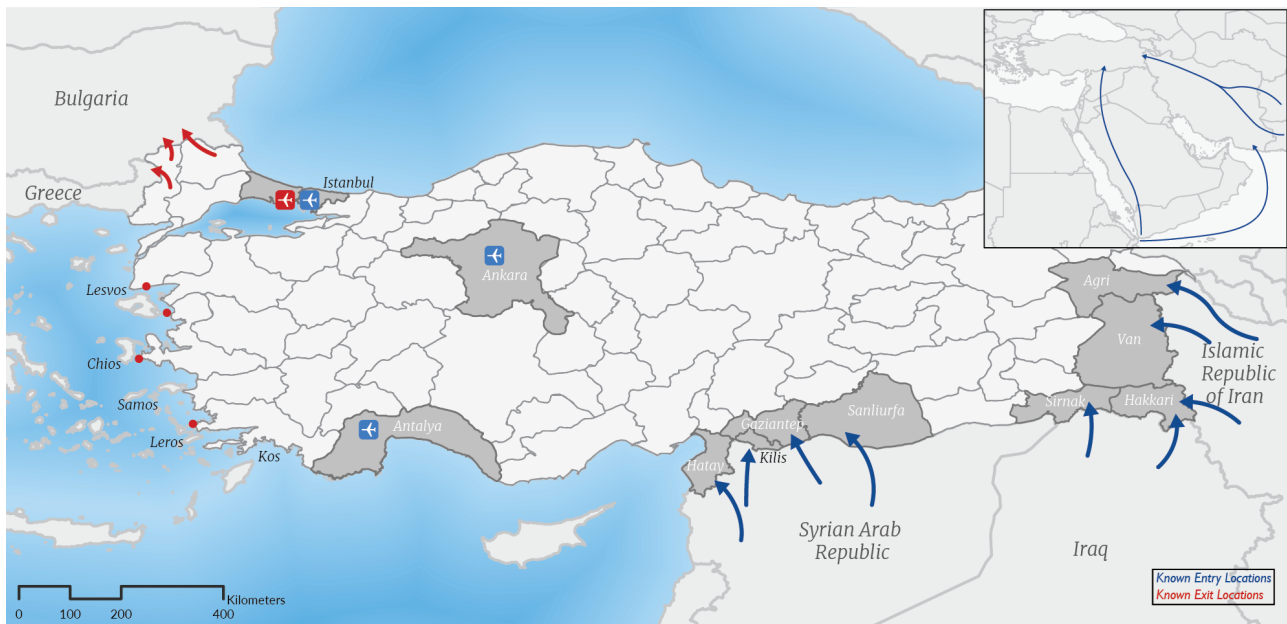 Bulgaria
Greece
Istanbul
Ankara
Lesvos
Chios
Samos
Leros
Kos
Antalya
Agri
Van
Islamic
Republic
of Iran
Sirnak
Hakkari
Sanliurfa
Gaziantep
Kilis
Hatay
Syrian Arab
Republic
Iraq
Kilometers
0 100 200 400
Known Entry Locations
Known Exit Locations